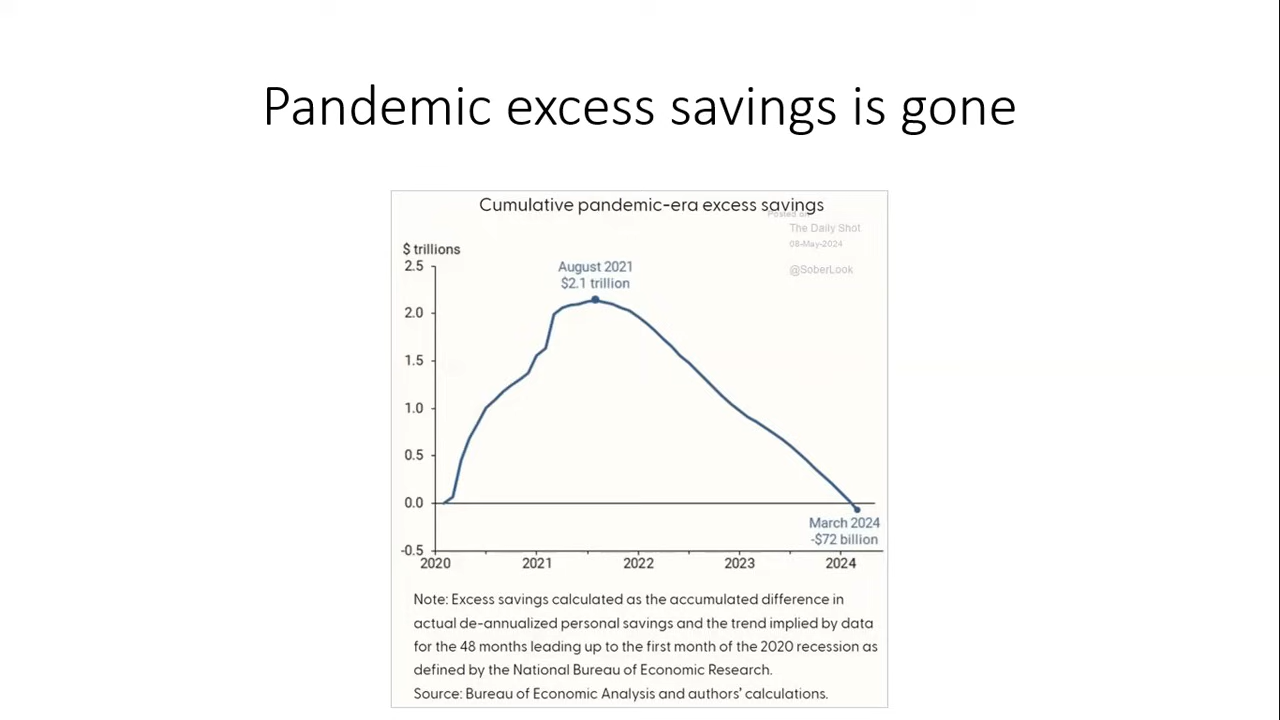 Pandemic excess savings is gone
Cumulative pandemic-era excess savings
Posted on
The Daily Shot
08-May-2024
@SoberLook
$ trillions
2.5
2.0
1.5
1.0
0.5
0.0
-0.5
August 2021
$2.1 trillion
March 2024
-$72 billion
2020 2021 2022 2023 2024
Note: Excess savings calculated as the accumulated difference in
actual de-annualized personal savings and the trend implied by data
for the 48 months leading up to the first month of the 2020 recession as
defined by the National Bureau of Economic Research.
Source: Bureau of Economic Analysis and authors' calculations.